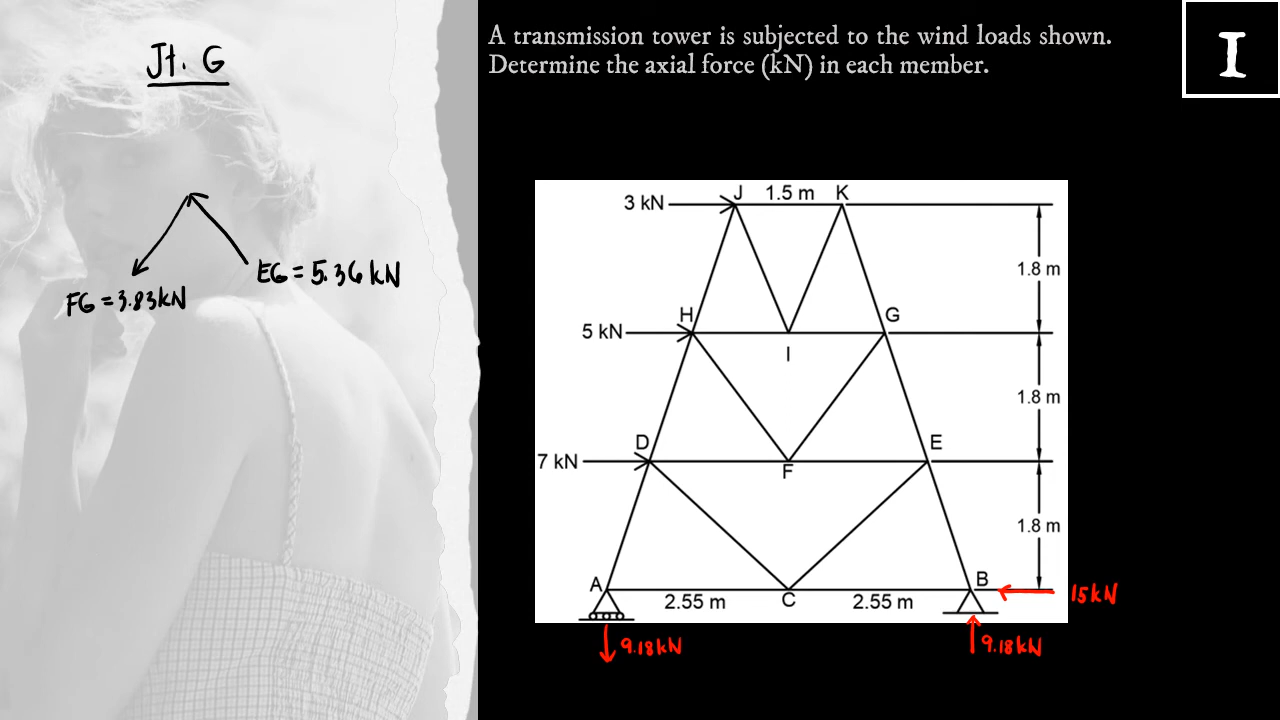 Jt. G
FG = 3.83kN
EG = 5.36 kN
A transmission tower is subjected to the wind loads shown.
Determine the axial force (kN) in each member.
I
3 kN
J
1.5 m
K
1.8 m
5 kN
H
G
I
1.8 m
7 kN
D
E
F
1.8 m
A
B
2.55 m
C
2.55 m
15kN
9.18kN
9.18kN